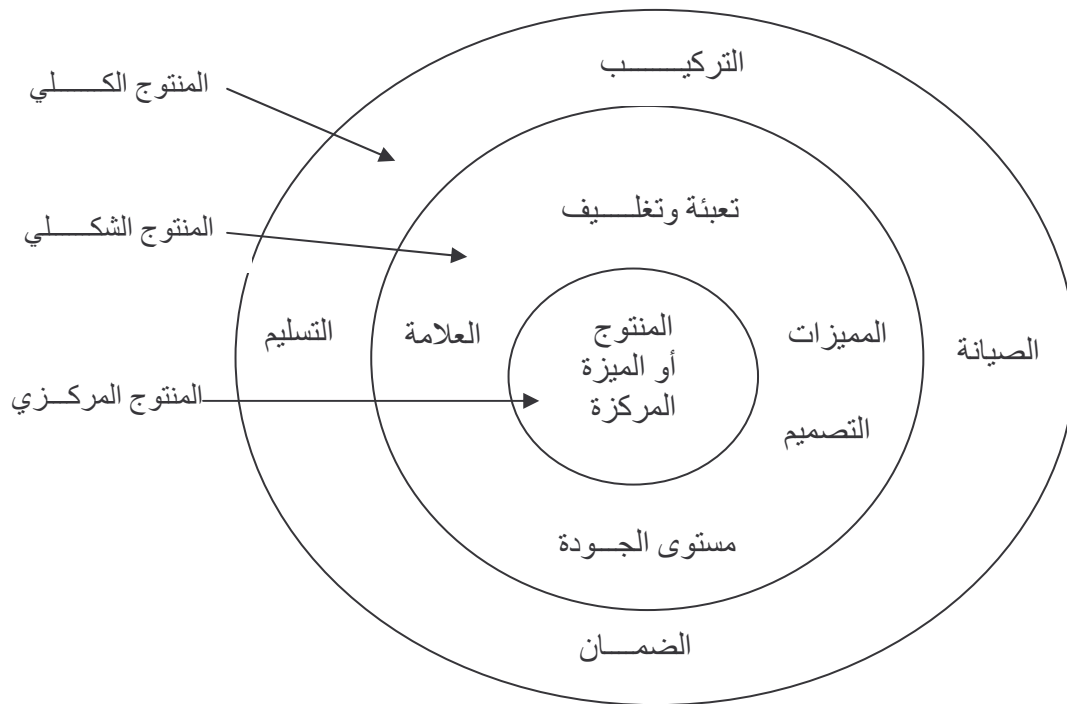 التركيب
المنتوج الكلي
تعبئة وتغليف
المنتوج الشكلي
المنتوج
أو الميزة
المركزة
المميزات
العلامة
الصيانة
التسليم
المنتوج المركزي
التصميم
مستوى الجودة
الضمان